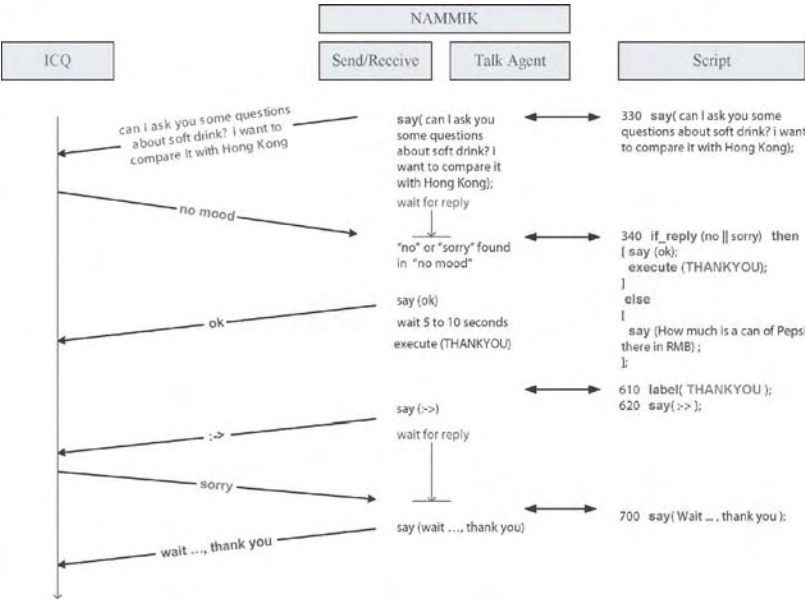 NAMMIK
ICQ
Send/Receive
Talk Agent
Script
can I ask you some questions
about soft drink? i want to
compare it with Hong Kong
say( can I ask you
some questions
about soft drink? i
want to compare it
with Hong Kong);
wait for reply
330 say( can I ask you some
questions about soft drink? i want
to compare it with Hong Kong);
no mood
"no" or "sorry" found
in "no mood"
340 if_reply (no || sorry) then
[ say (ok);
execute (THANKYOU);
]
else
[
say (How much is a can of Pepsi
there in RMB) ;
];
say (ok)
ok
wait 5 to 10 seconds
execute (THANKYOU)
610 label( THANKYOU );
620 say( :-> );
say (:->)
:->
wait for reply
sorry
700 say( Wait ... , thank you );
say (wait ..., thank you)
wait ..., thank you